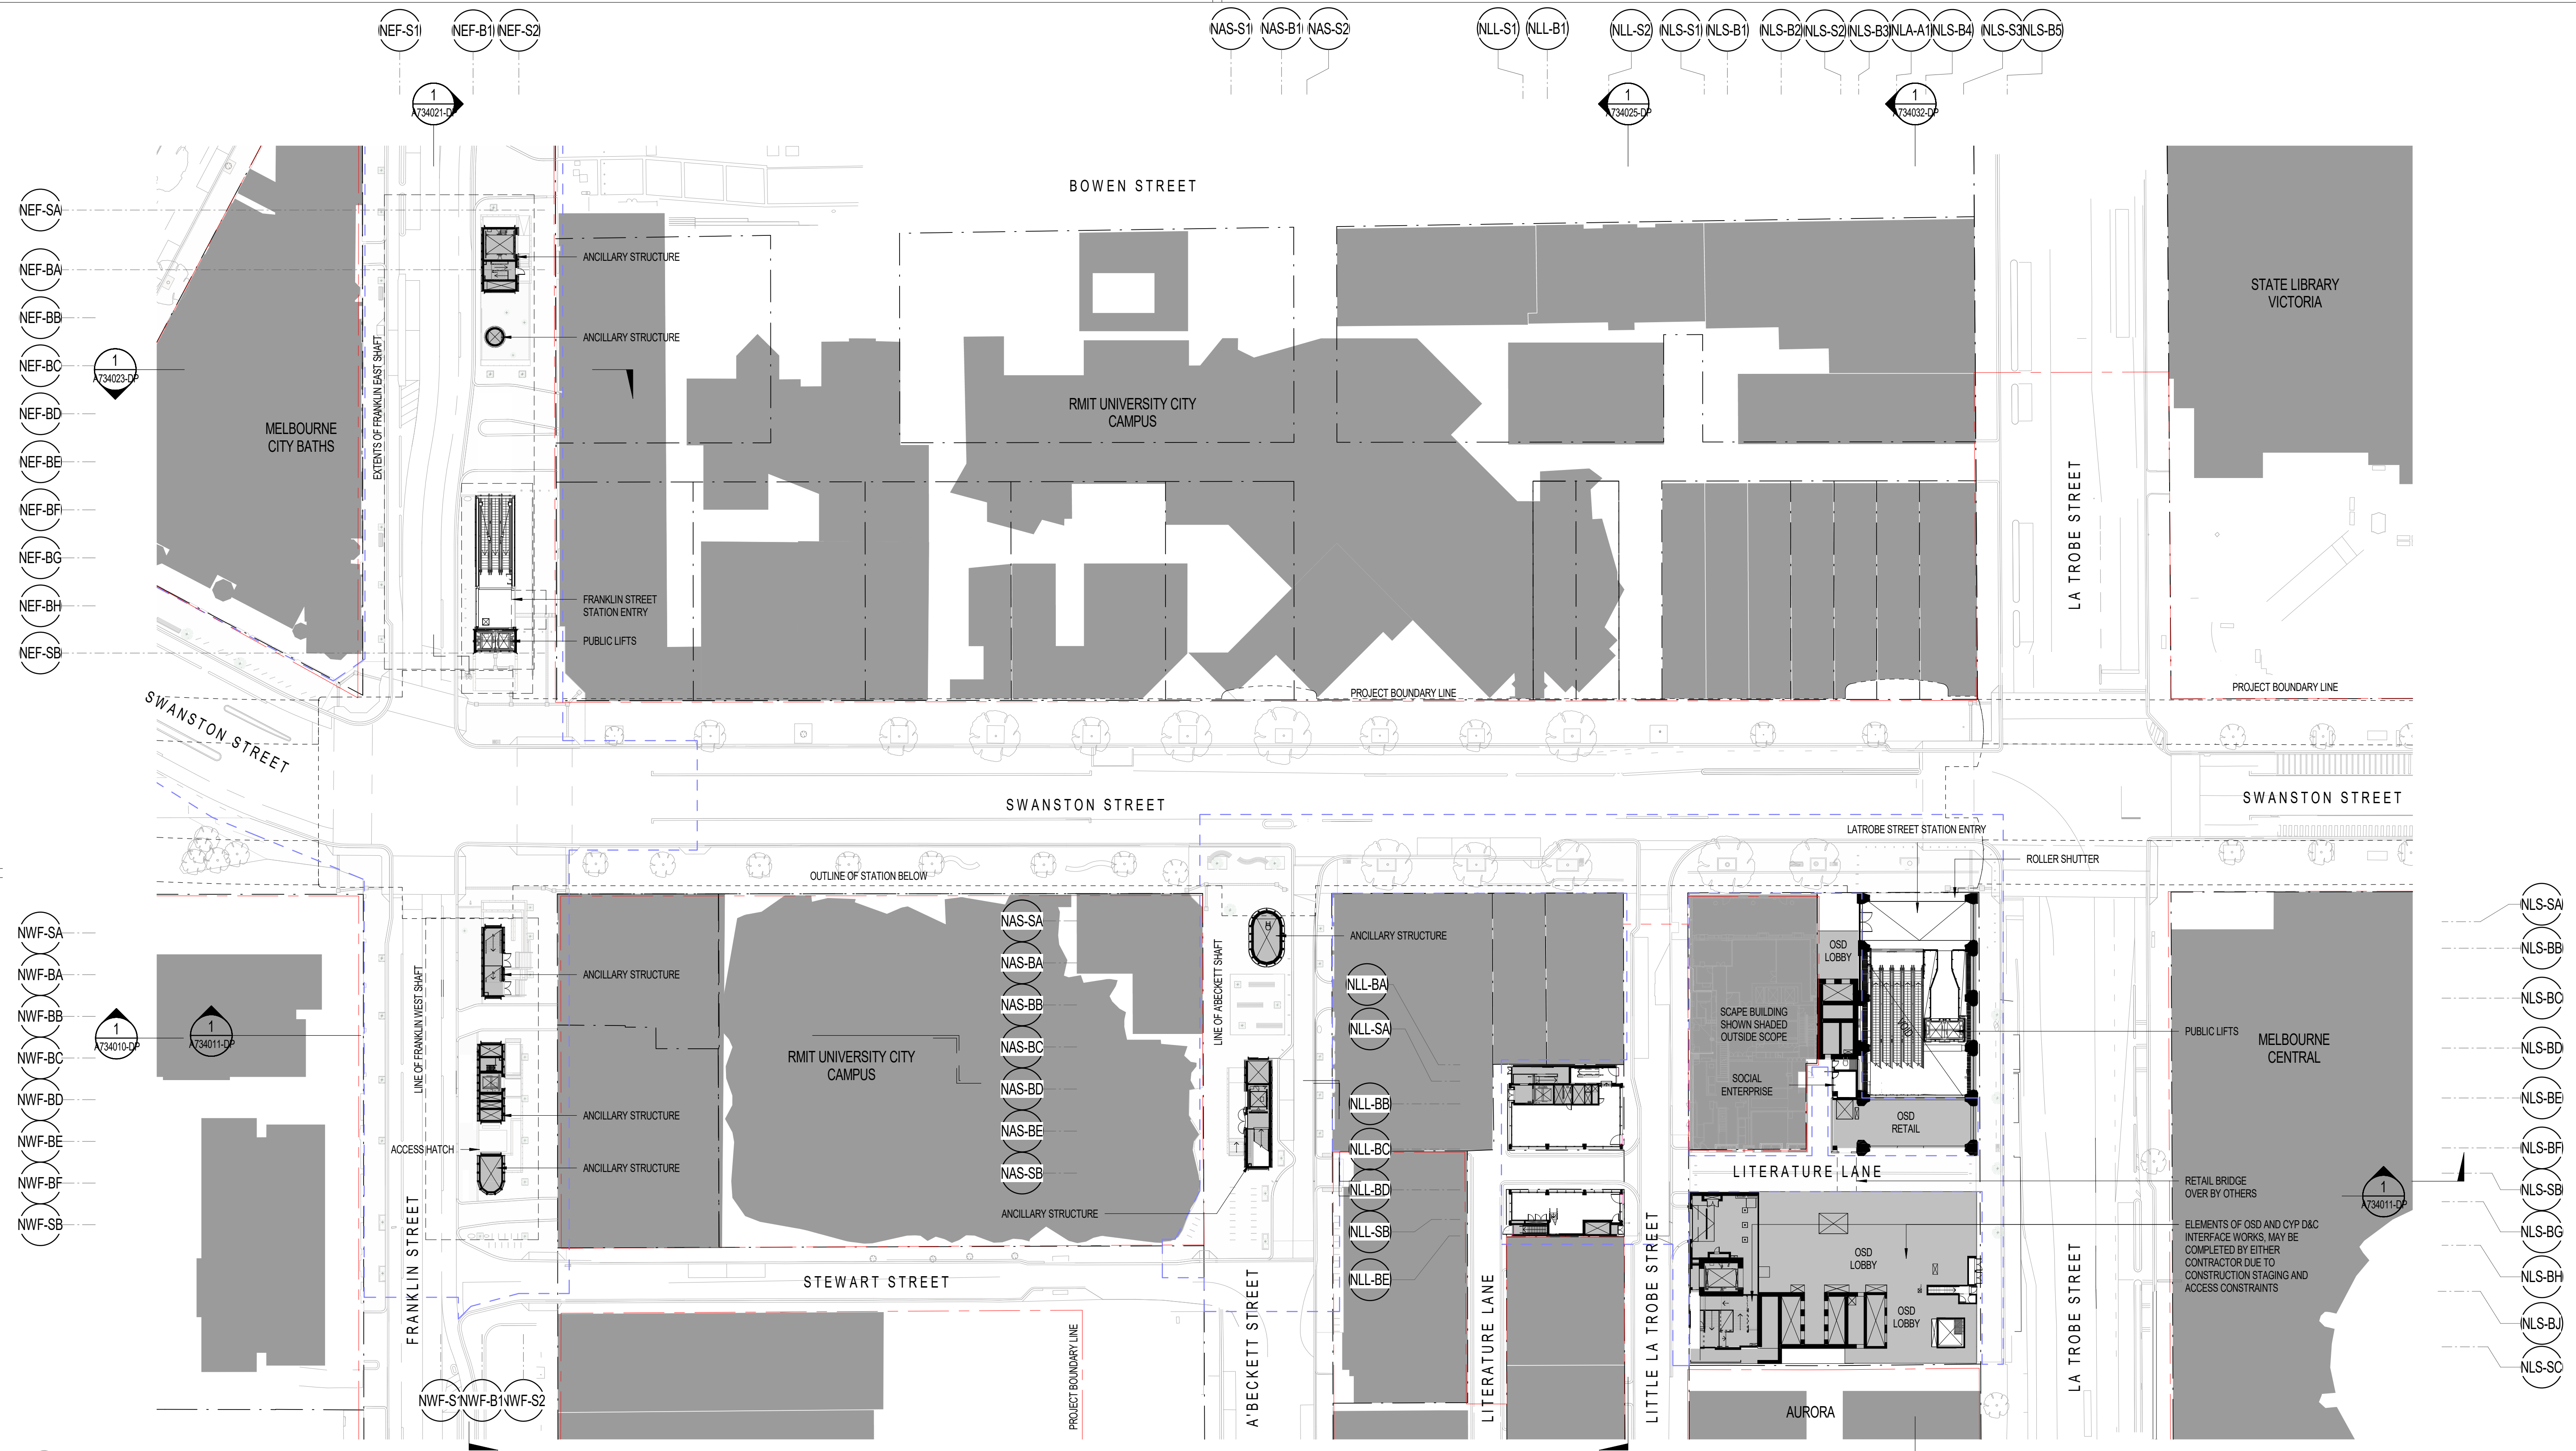 NEF-S1
NEF-B1
NEF-S2
NAS-S1
NAS-B1
NAS-S2
NLL-S1
NLL-B1
NLL-S2
NLS-S1
NLS-B1
NLS-B2
NLS-S2
NLS-B3
NLA-A1
NLS-B4
NLS-S3
NLS-B5
1
A734021-DP
1
A734025-DP
1
A734032-DP
NEF-SA
NEF-BA
NEF-BB
NEF-BC
NEF-BD
NEF-BE
NEF-BF
NEF-BG
NEF-BH
NEF-SB
1
A734023-DP
BOWEN STREET
ANCILLARY STRUCTURE
ANCILLARY STRUCTURE
EXTENTS OF FRANKLIN EAST SHAFT
MELBOURNE
CITY BATHS
RMIT UNIVERSITY CITY
CAMPUS
STATE LIBRARY
VICTORIA
LA TROBE STREET
FRANKLIN STREET
STATION ENTRY
PUBLIC LIFTS
PROJECT BOUNDARY LINE
PROJECT BOUNDARY LINE
SWANSTON STREET
SWANSTON STREET
SWANSTON STREET
LATROBE STREET STATION ENTRY
ROLLER SHUTTER
OUTLINE OF STATION BELOW
NWF-SA
NWF-BA
NWF-BB
NWF-BC
NWF-BD
NWF-BE
NWF-BF
NWF-SB
1
A734010-DP
1
A734011-DP
LINE OF FRANKLIN WEST SHAFT
ANCILLARY STRUCTURE
ANCILLARY STRUCTURE
ACCESS HATCH
ANCILLARY STRUCTURE
FRANKLIN STREET
NWF-S1
NWF-B1
NWF-S2
RMIT UNIVERSITY CITY
CAMPUS
NAS-SA
NAS-BA
NAS-BB
NAS-BC
NAS-BD
NAS-BE
NAS-SB
ANCILLARY STRUCTURE
STEWART STREET
PROJECT BOUNDARY LINE
LINE OF A'BECKETT SHAFT
A'BECKETT STREET
ANCILLARY STRUCTURE
NLL-BA
NLL-SA
NLL-BB
NLL-BC
NLL-BD
NLL-SB
NLL-BE
LITERATURE LANE
LITTLE LA TROBE STREET
SCAPE BUILDING
SHOWN SHADED
OUTSIDE SCOPE
OSD
LOBBY
VOID
SOCIAL
ENTERPRISE
OSD
RETAIL
LITERATURE LANE
OSD
LOBBY
OSD
LOBBY
AURORA
LA TROBE STREET
PUBLIC LIFTS
MELBOURNE
CENTRAL
RETAIL BRIDGE
OVER BY OTHERS
1
A734011-DP
ELEMENTS OF OSD AND CYP D&C
INTERFACE WORKS, MAY BE
COMPLETED BY EITHER
CONTRACTOR DUE TO
CONSTRUCTION STAGING AND
ACCESS CONSTRAINTS
NLS-SA
NLS-BB
NLS-BC
NLS-BD
NLS-BE
NLS-BF
NLS-SB
NLS-BG
NLS-BH
NLS-BJ
NLS-SC